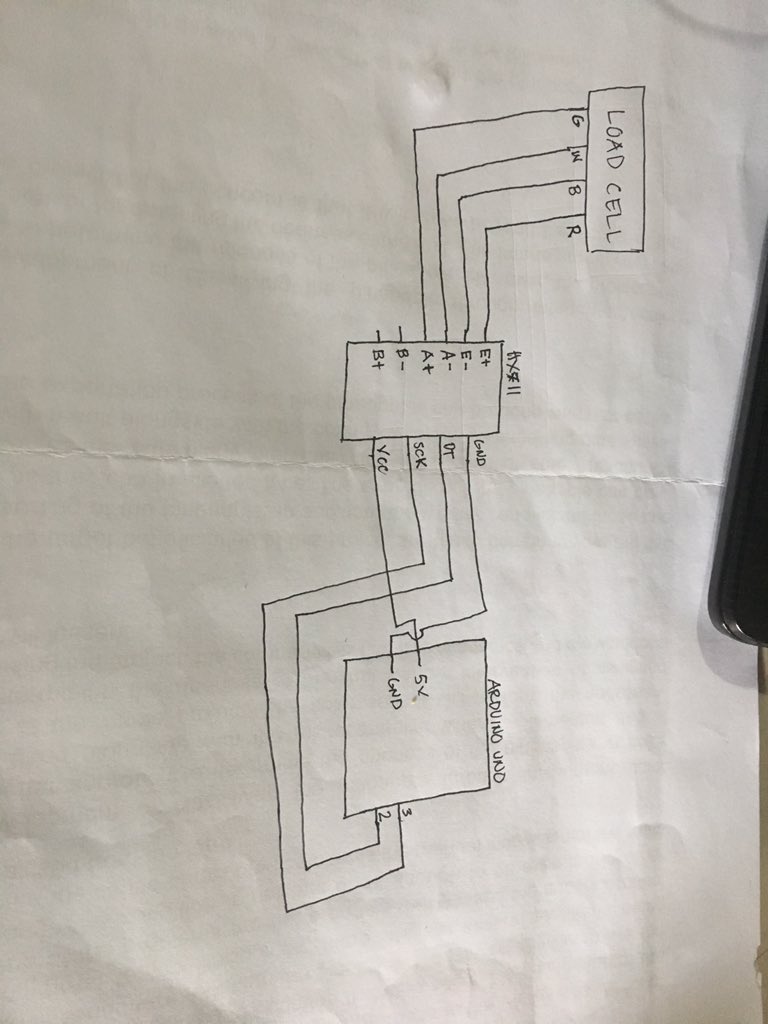 LOAD CELL
G
W
B
R
HX711
E+
E-
A-
A+
B-
B+
GND
DT
SCK
VCC
ARDUINO UNO
5V
GND
3
2